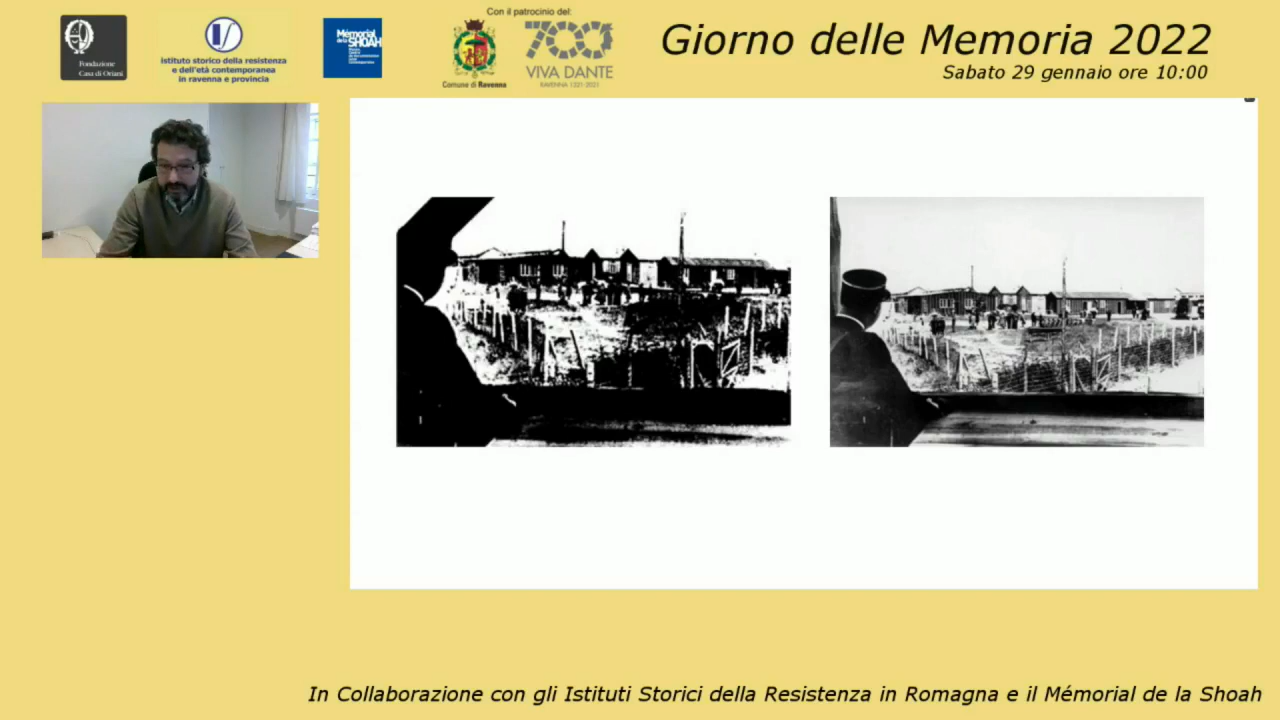 Fondazione
Casa di Oriani
istituto storico della resistenza
e dell'età contemporanea
in ravenna e provincia
Mémorial
de la SHOAH
Con il patrocinio del:
Comune di Ravenna
700
VIVA DANTE
RAVENNA 1321-2021
Giorno delle Memoria 2022
Sabato 29 gennaio ore 10:00
In Collaborazione con gli Istituti Storici della Resistenza in Romagna e il Mémorial de la Shoah